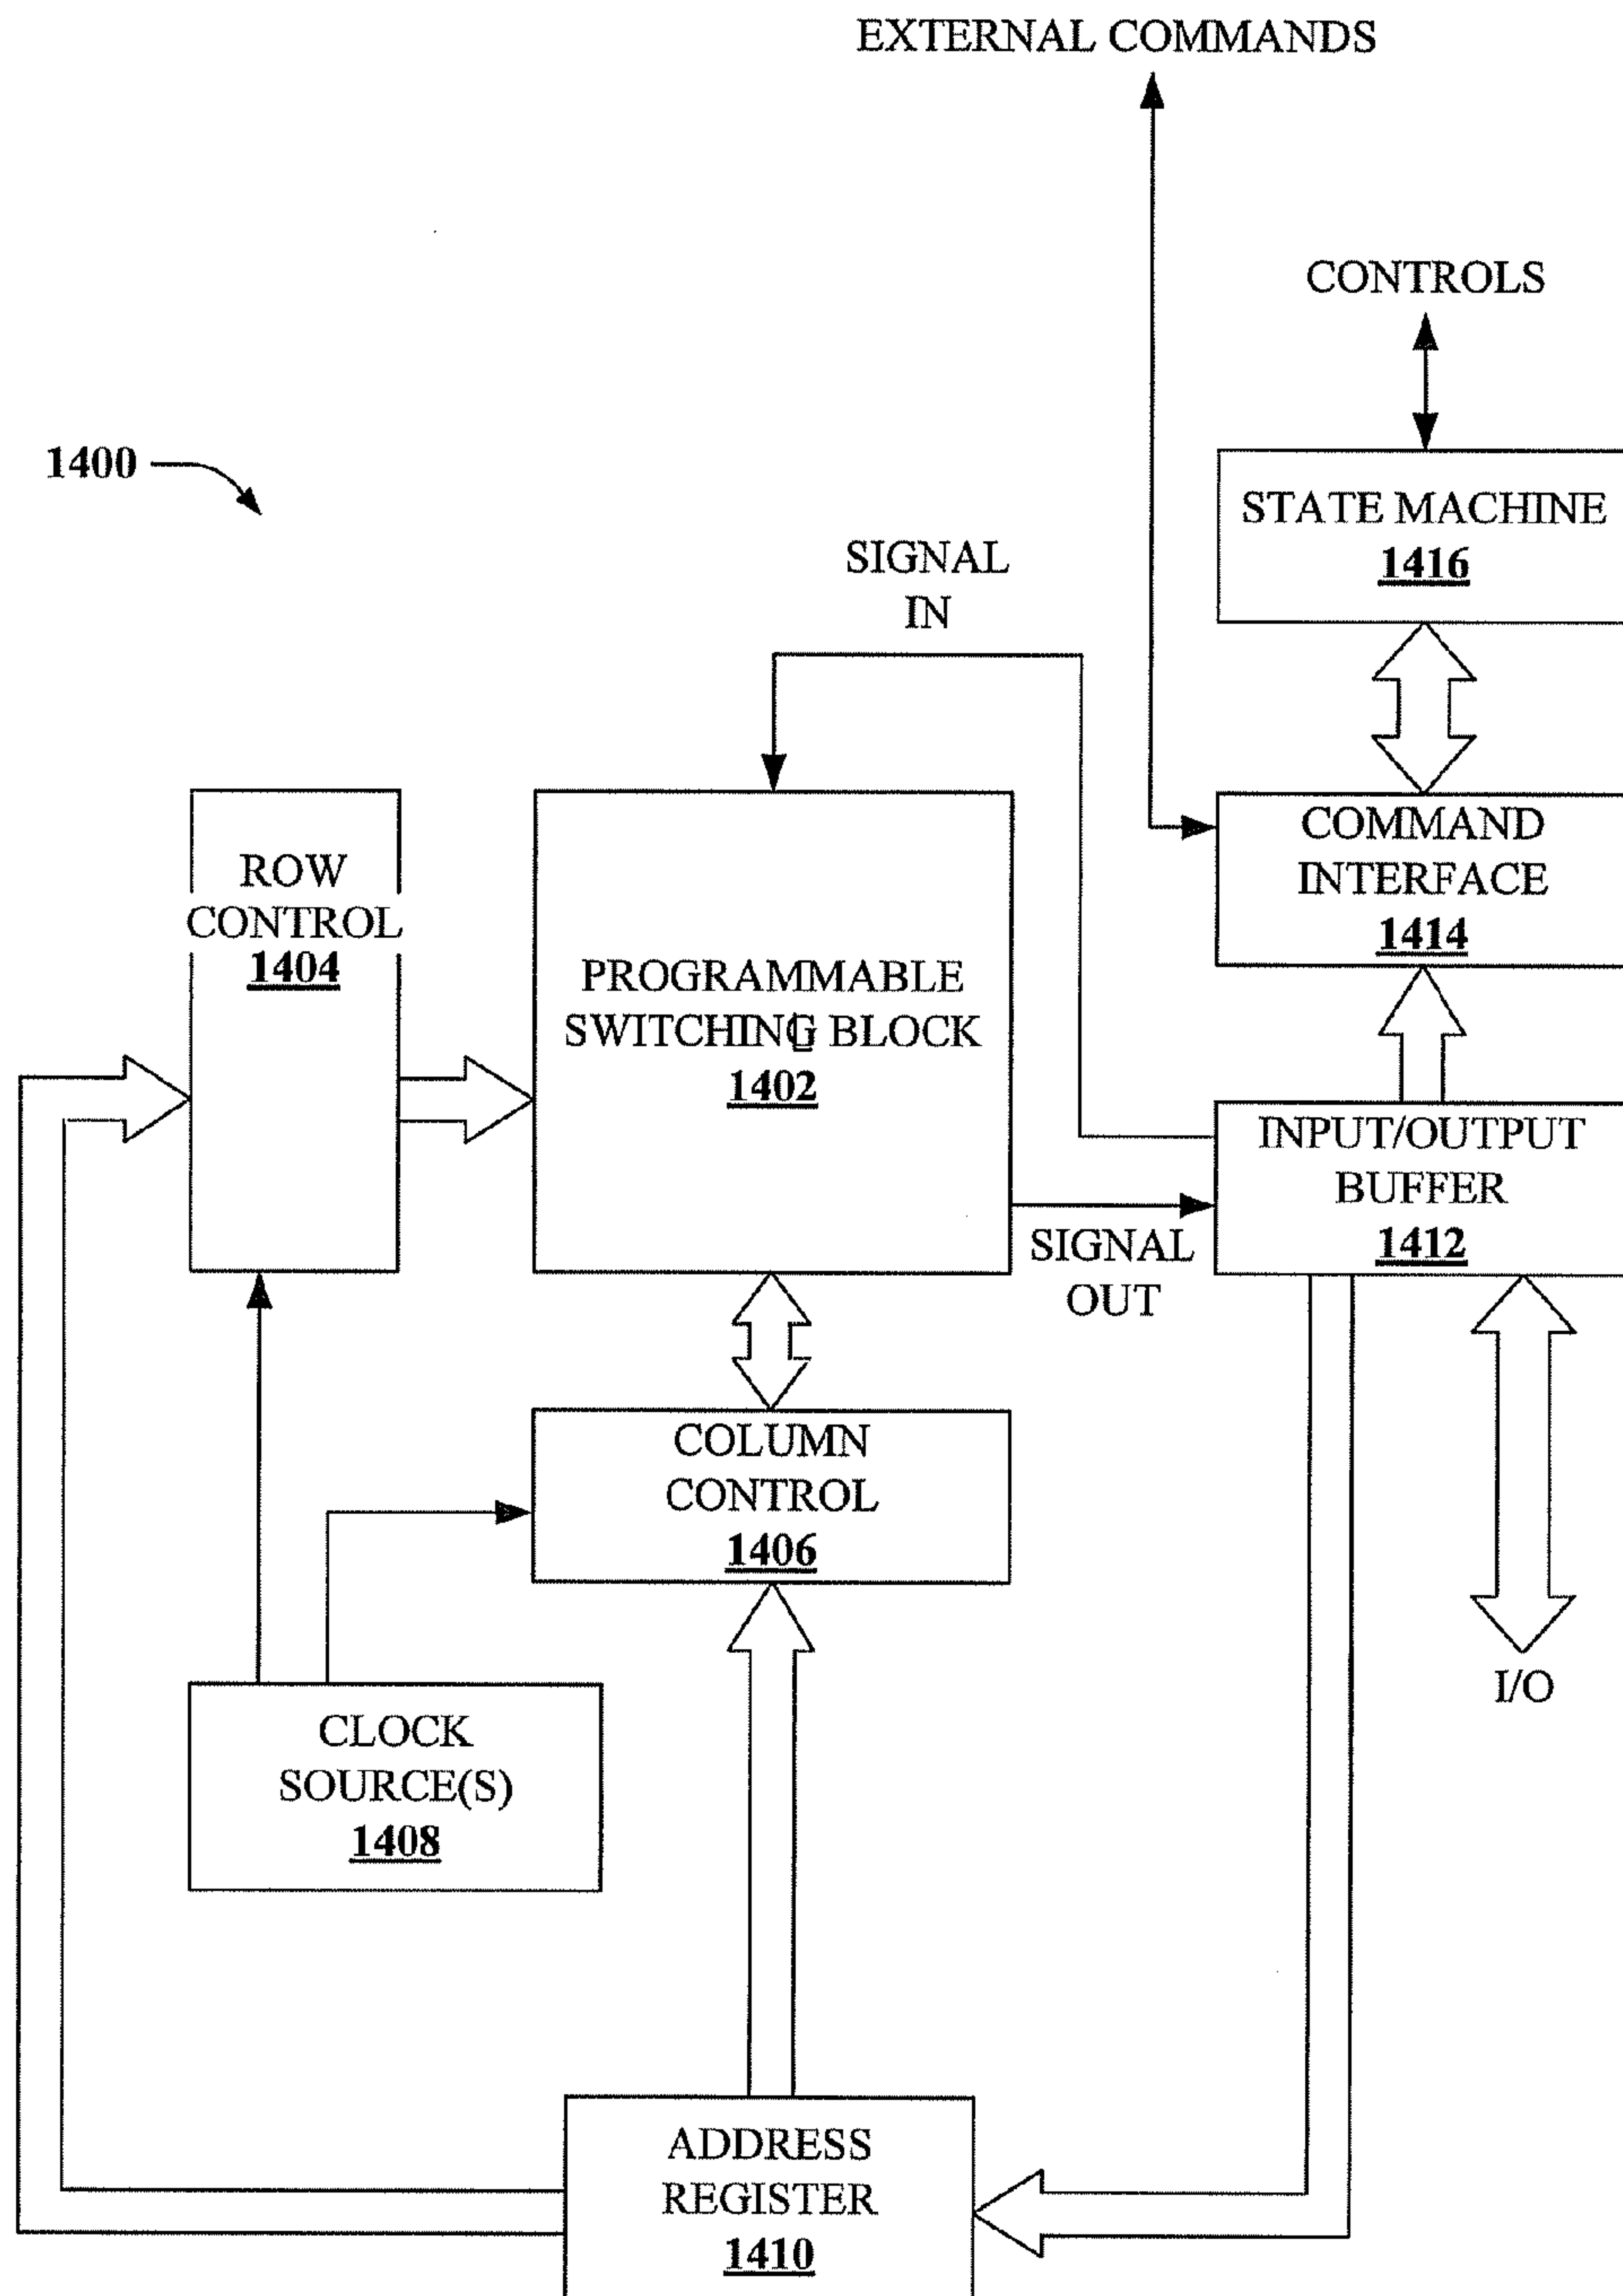 EXTERNAL COMMANDS
CONTROLS
1400
STATE MACHINE
1416
SIGNAL
IN
COMMAND
INTERFACE
1414
ROW
CONTROL
1404
PROGRAMMABLE
SWITCHING BLOCK
1402
INPUT/OUTPUT
BUFFER
1412
SIGNAL
OUT
COLUMN
CONTROL
1406
I/O
CLOCK
SOURCE(S)
1408
ADDRESS
REGISTER
1410